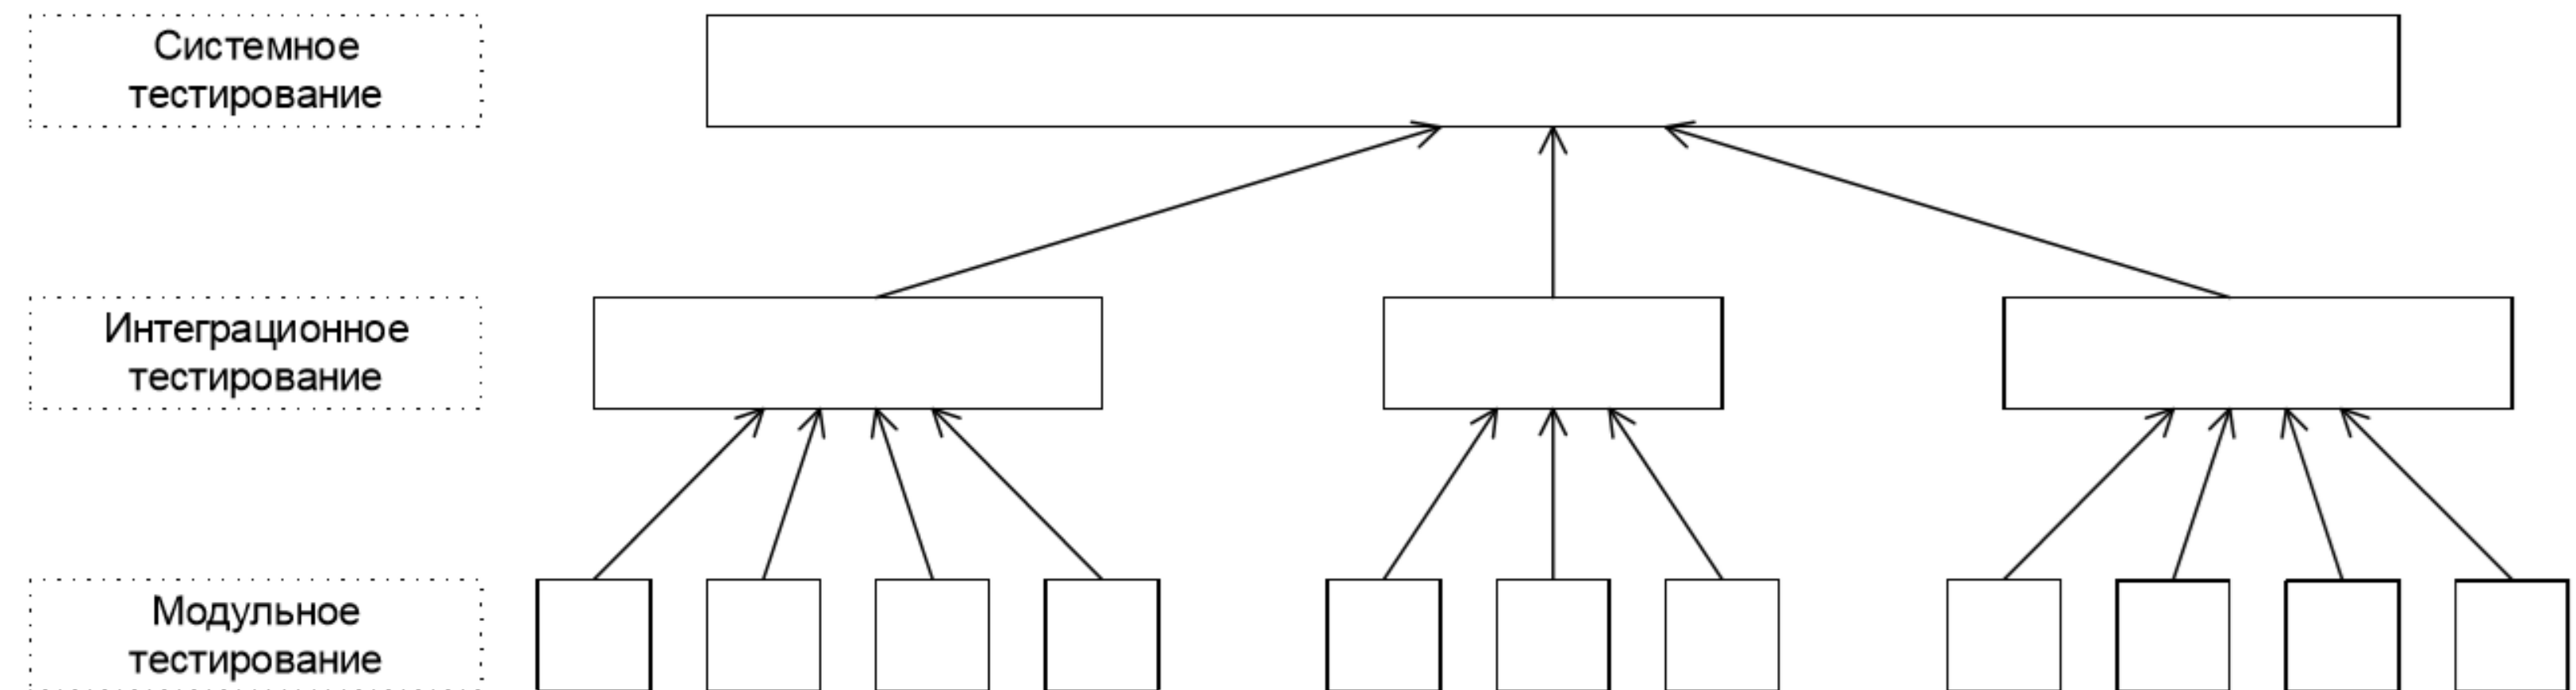 Системное
тестирование
Интеграционное
тестирование
Модульное
тестирование